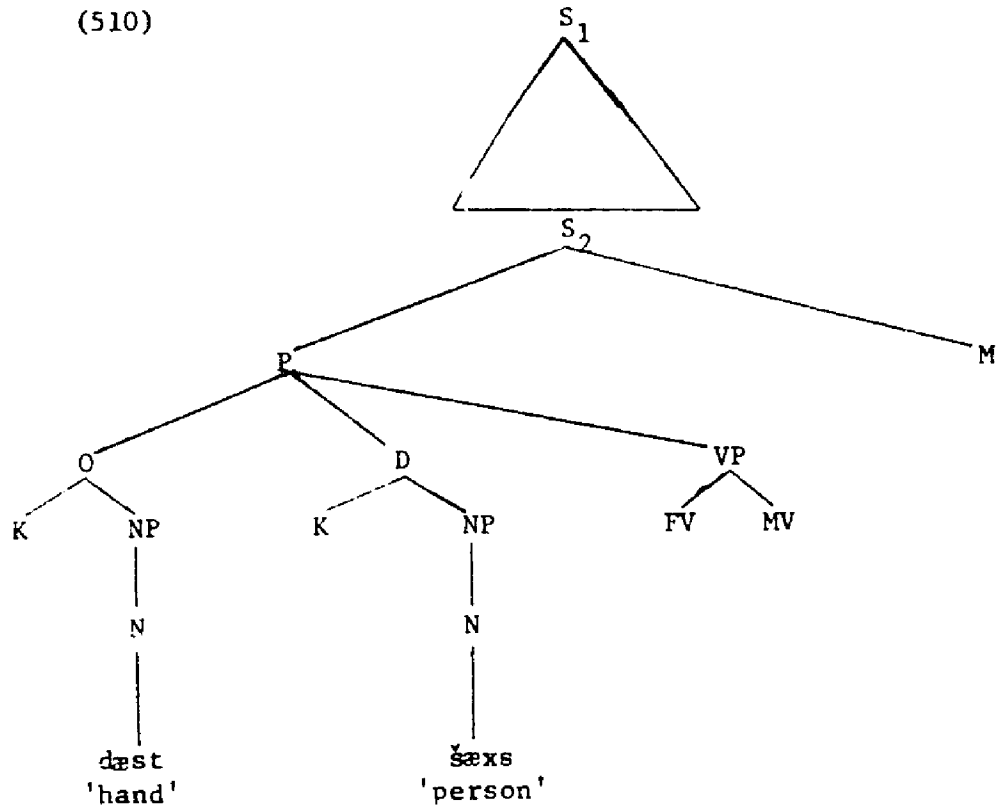 (510)
S1
S2
P M
O D VP
K NP K NP FV MV
N N
dæst šæxs
'hand' 'person'